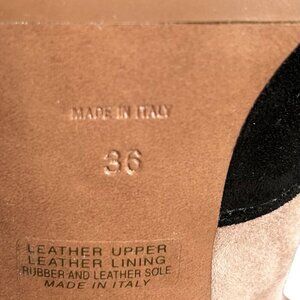 MADE IN ITALY
36
LEATHER UPPER
LEATHER LINING
RUBBER AND LEATHER SOLE
MADE IN ITALY